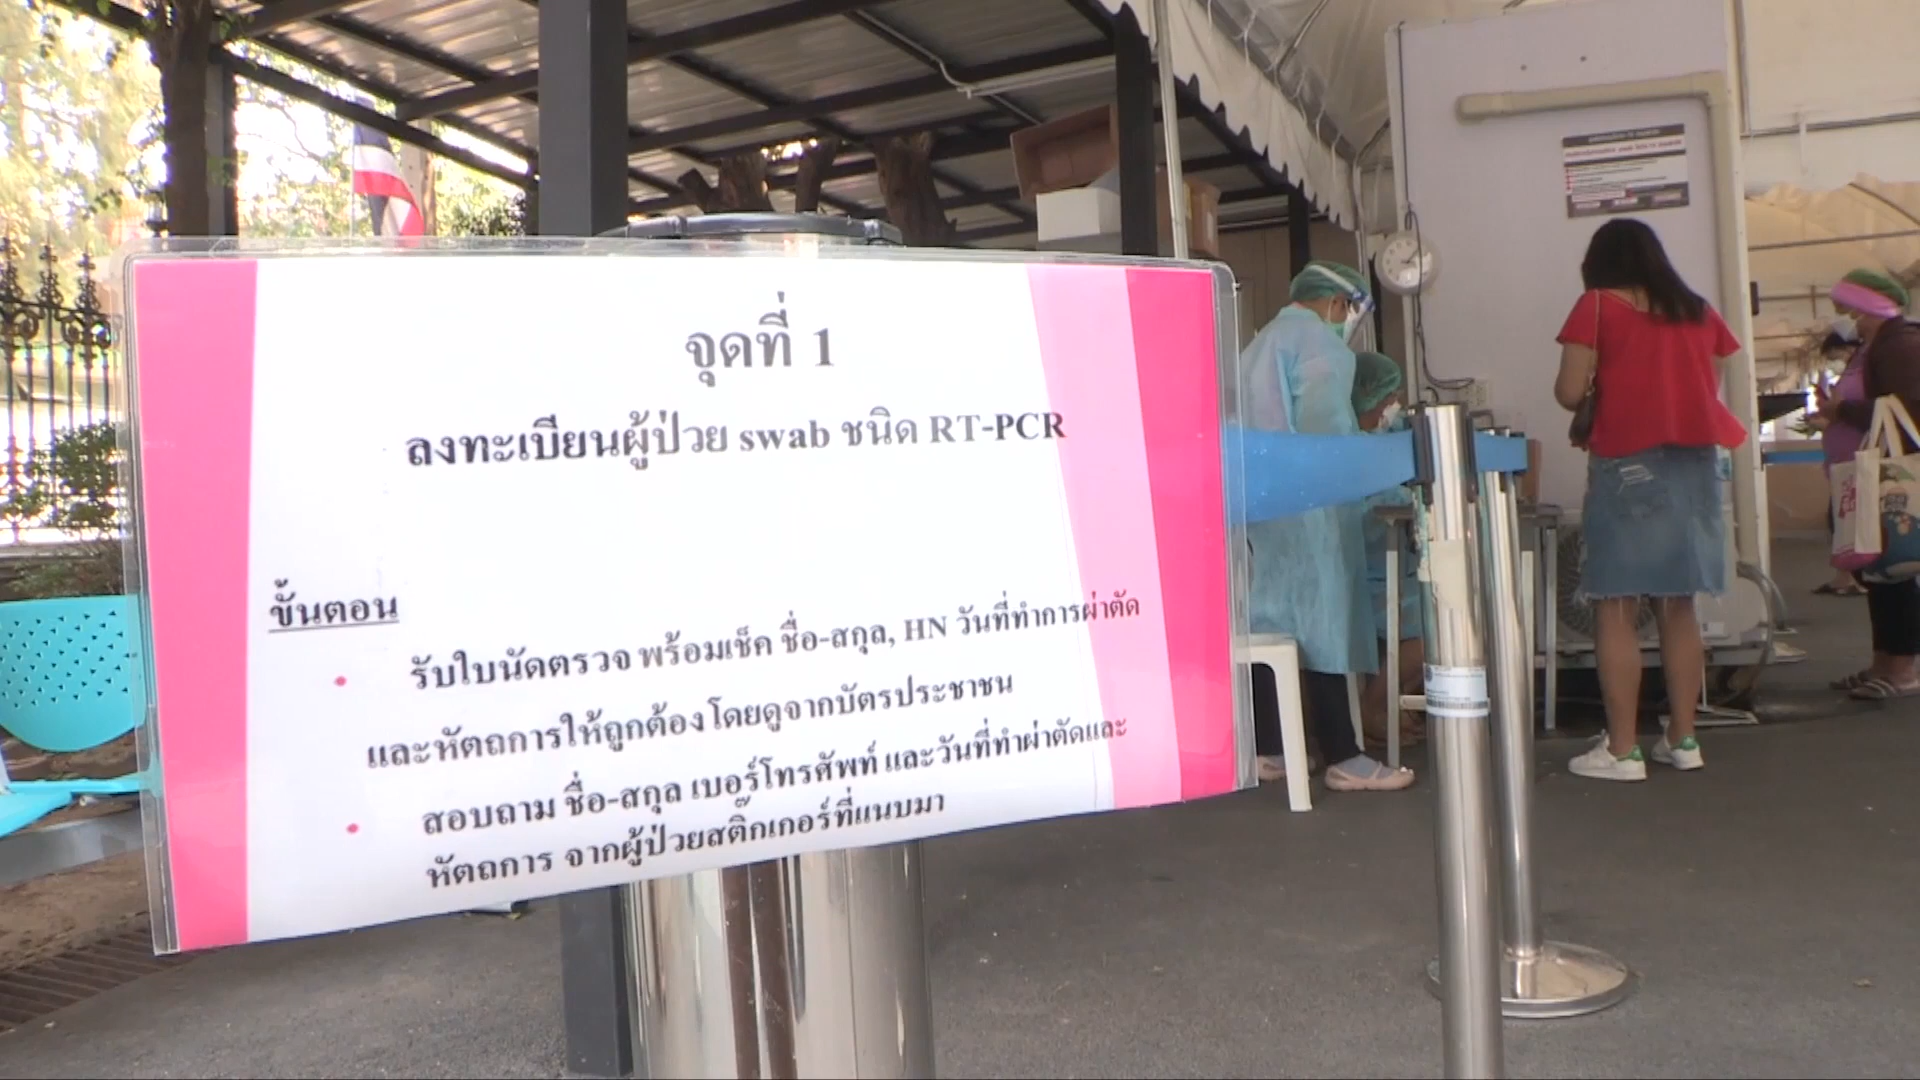 จุดที่ 1
ลงทะเบียนผู้ป่วย swab ชนิด RT-PCR
ขั้นตอน
• รับใบนัดตรวจ พร้อมเช็ค ชื่อ-สกุล, HN วันที่ทำการผ่าตัด
และหัตถการให้ถูกต้อง โดยดูจากบัตรประชาชน
• สอบถาม ชื่อ-สกุล เบอร์โทรศัพท์ และวันที่ทำผ่าตัดและ
หัตถการ จากผู้ป่วยสติ๊กเกอร์ที่แนบมา